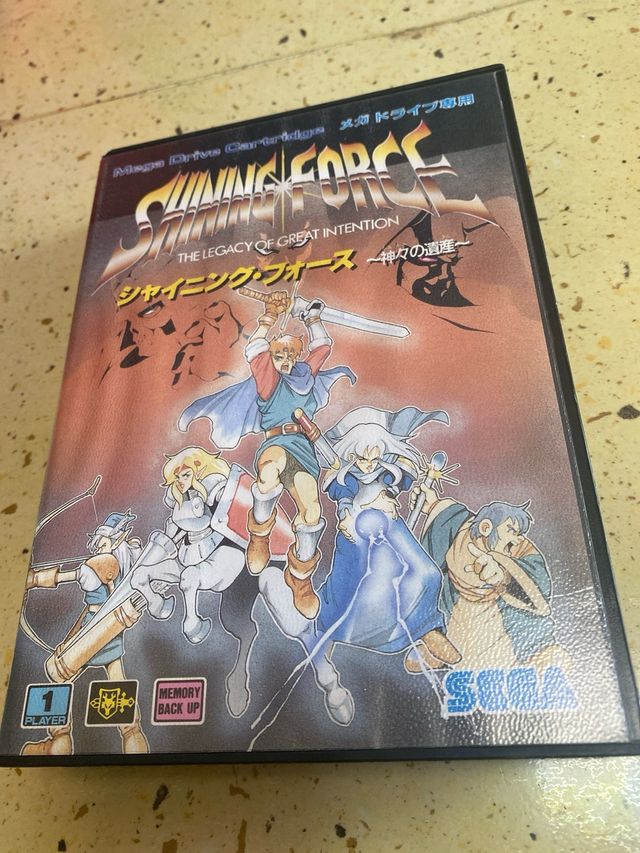 Mega Drive Cartridge メガドライブ専用
SHINING FORCE
THE LEGACY OF GREAT INTENTION
シャイニング・フォース ～神々の遺産～
1
PLAYER
MEMORY
BACK UP
SEGA